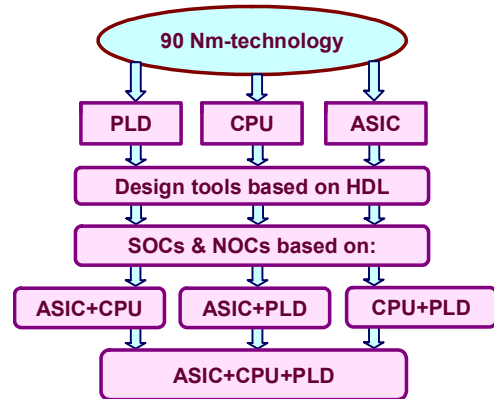 90 Nm-technology
PLD
CPU
ASIC
Design tools based on HDL
SOCs & NOCs based on:
ASIC+CPU
ASIC+PLD
CPU+PLD
ASIC+CPU+PLD